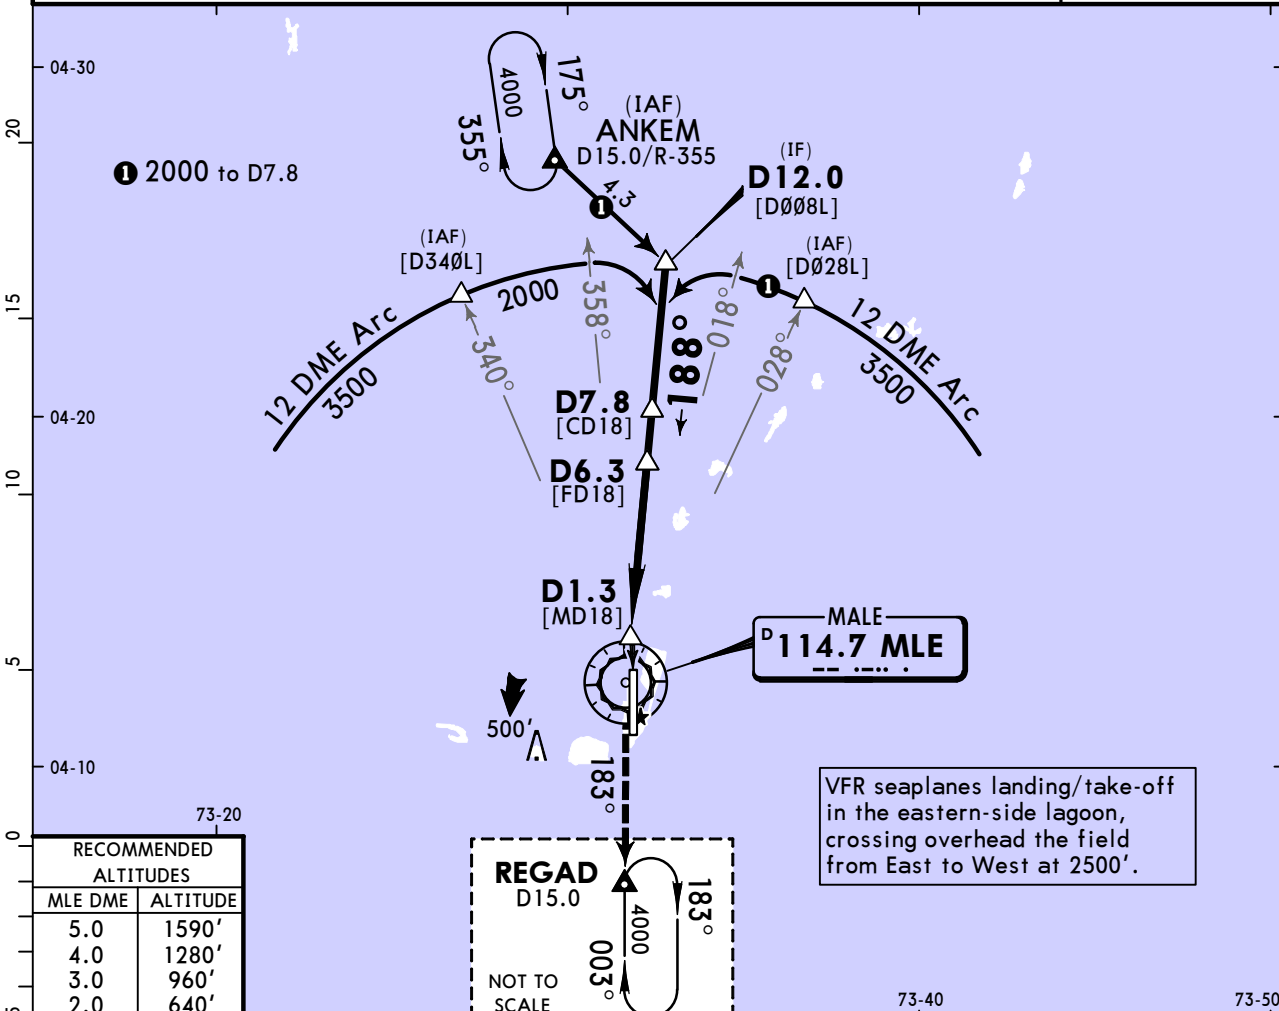 04-30
20
❶ 2000 to D7.8
4000
175°
355°
(IAF)
ANKEM
D15.0/R-355
(IF)
D12.0
[DØØ8L]
4.3
1
(IAF)
[D34ØL]
(IAF)
[DØ28L]
1
15
12 DME Arc
3500
2000
358°
018°
340°
028°
188°
12 DME Arc
3500
04-20
D7.8
[CD18]
D6.3
[FD18]
10
D1.3
[MD18]
MALE
D 114.7 MLE
5
500'
183°
04-10
73-20
VFR seaplanes landing/take-off
in the eastern-side lagoon,
crossing overhead the field
from East to West at 2500'.
0
RECOMMENDED
ALTITUDES
MLE DME ALTITUDE
5.0 1590'
4.0 1280'
3.0 960'
2.0 640'
REGAD
D15.0
4000
183°
003°
NOT TO
SCALE
73-40
73-50